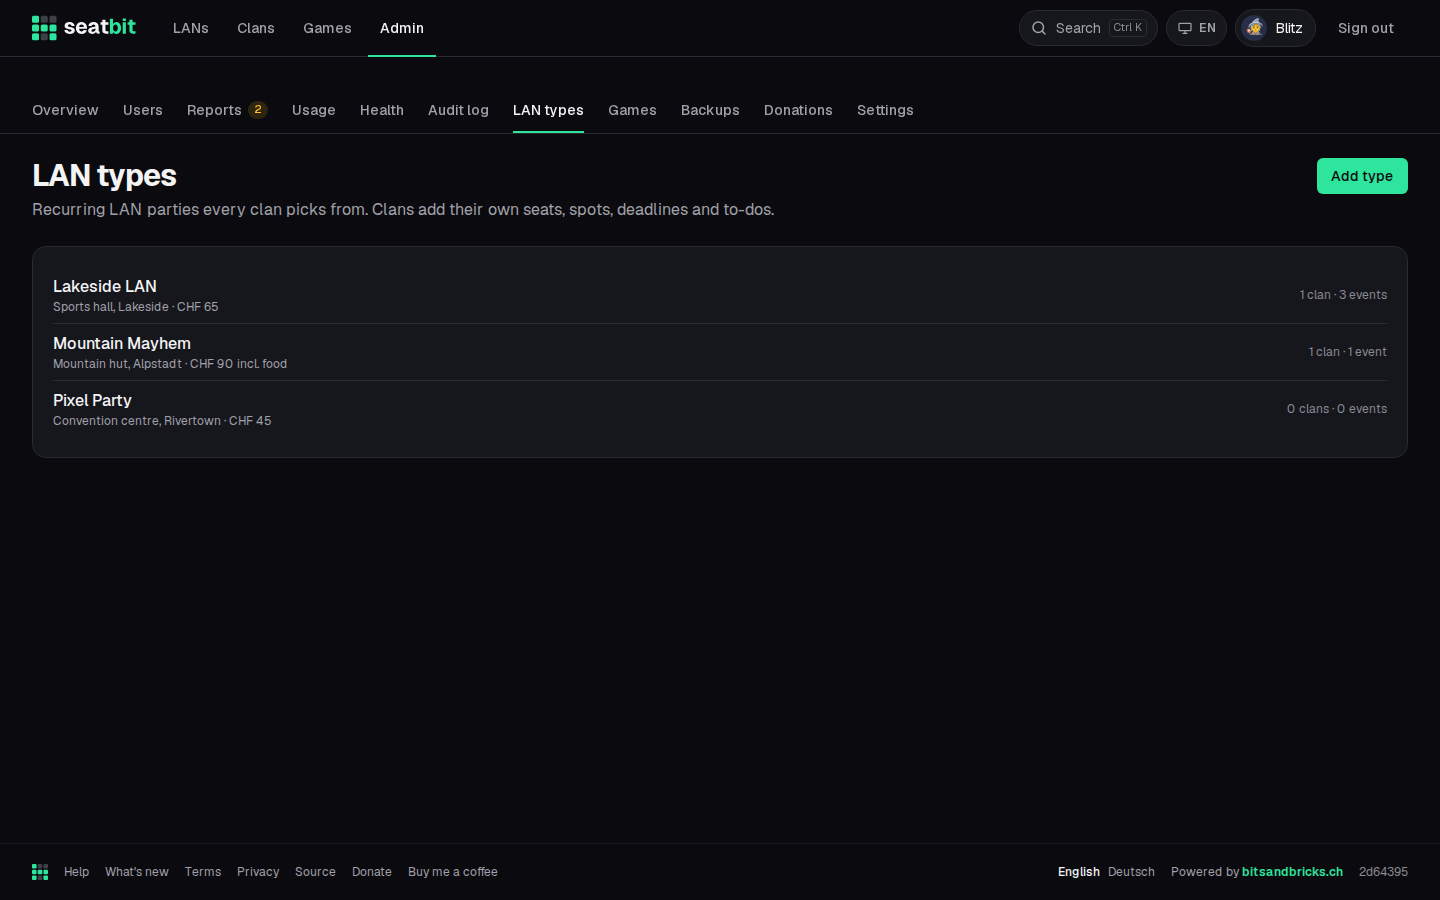 seatbit LANs Clans Games Admin Search Ctrl K EN Blitz Sign out
Overview Users Reports 2 Usage Health Audit log LAN types Games Backups Donations Settings
LAN types
Add type
Recurring LAN parties every clan picks from. Clans add their own seats, spots, deadlines and to-dos.
Lakeside LAN
Sports hall, Lakeside · CHF 65
1 clan · 3 events
Mountain Mayhem
Mountain hut, Alpstadt · CHF 90 incl. food
1 clan · 1 event
Pixel Party
Convention centre, Rivertown · CHF 45
0 clans · 0 events
Help What's new Terms Privacy Source Donate Buy me a coffee English Deutsch Powered by bitsandbricks.ch 2d64395